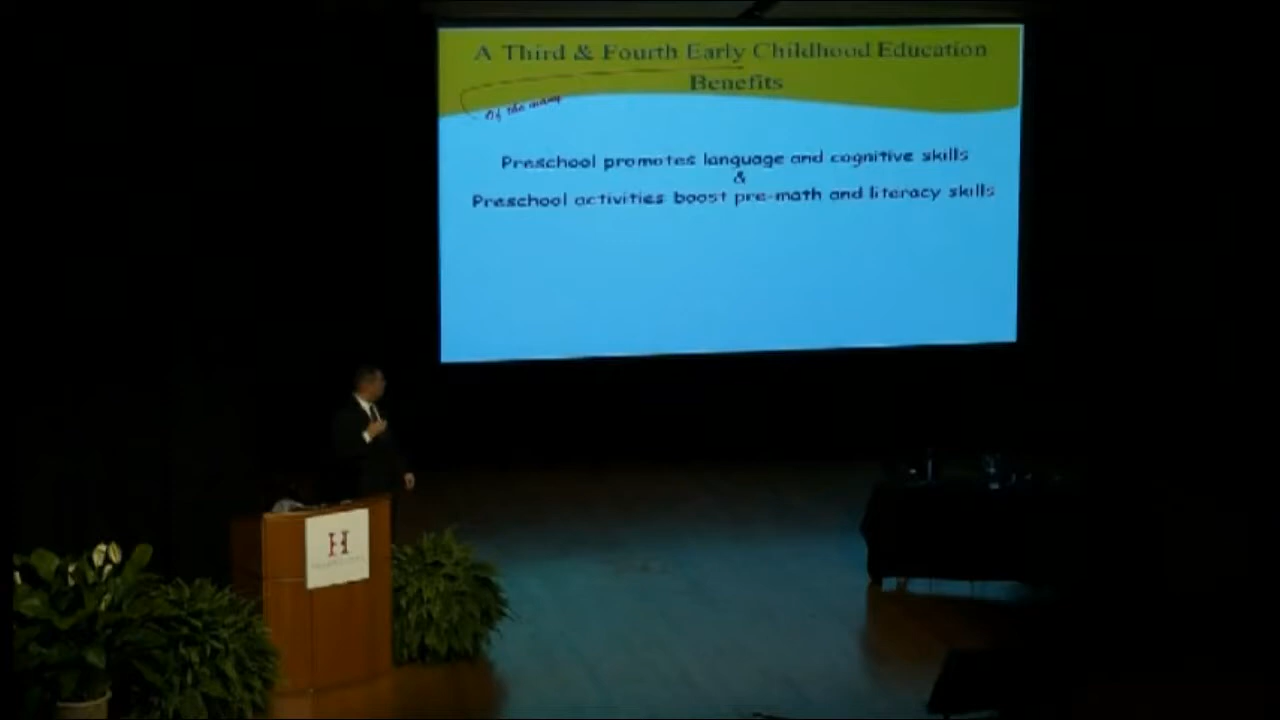 A Third & Fourth Early Childhood Education
Benefits
Of the many
Preschool promotes language and cognitive skills
&
Preschool activities boost pre-math and literacy skills
H